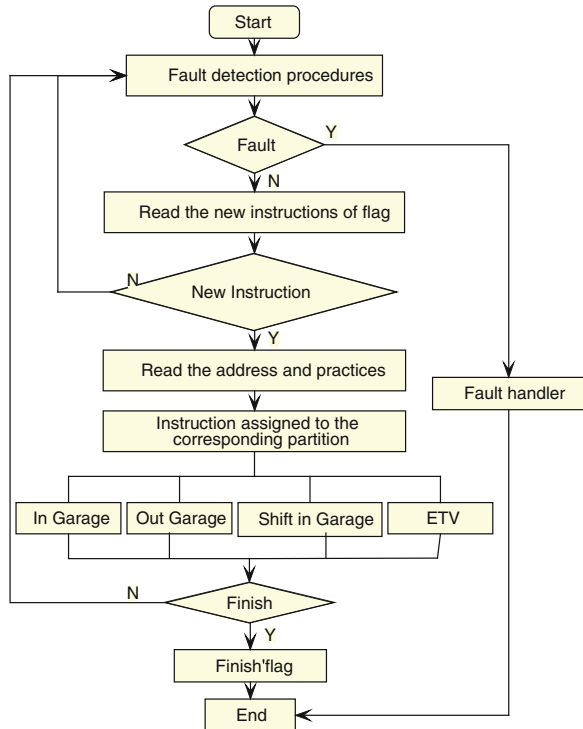 Start
Fault detection procedures
Fault
Y
N
Read the new instructions of flag
N
New Instruction
Y
Read the address and practices
Fault handler
Instruction assigned to the
corresponding partition
In Garage
Out Garage
Shift in Garage
ETV
N
Finish
Y
Finish'flag
End